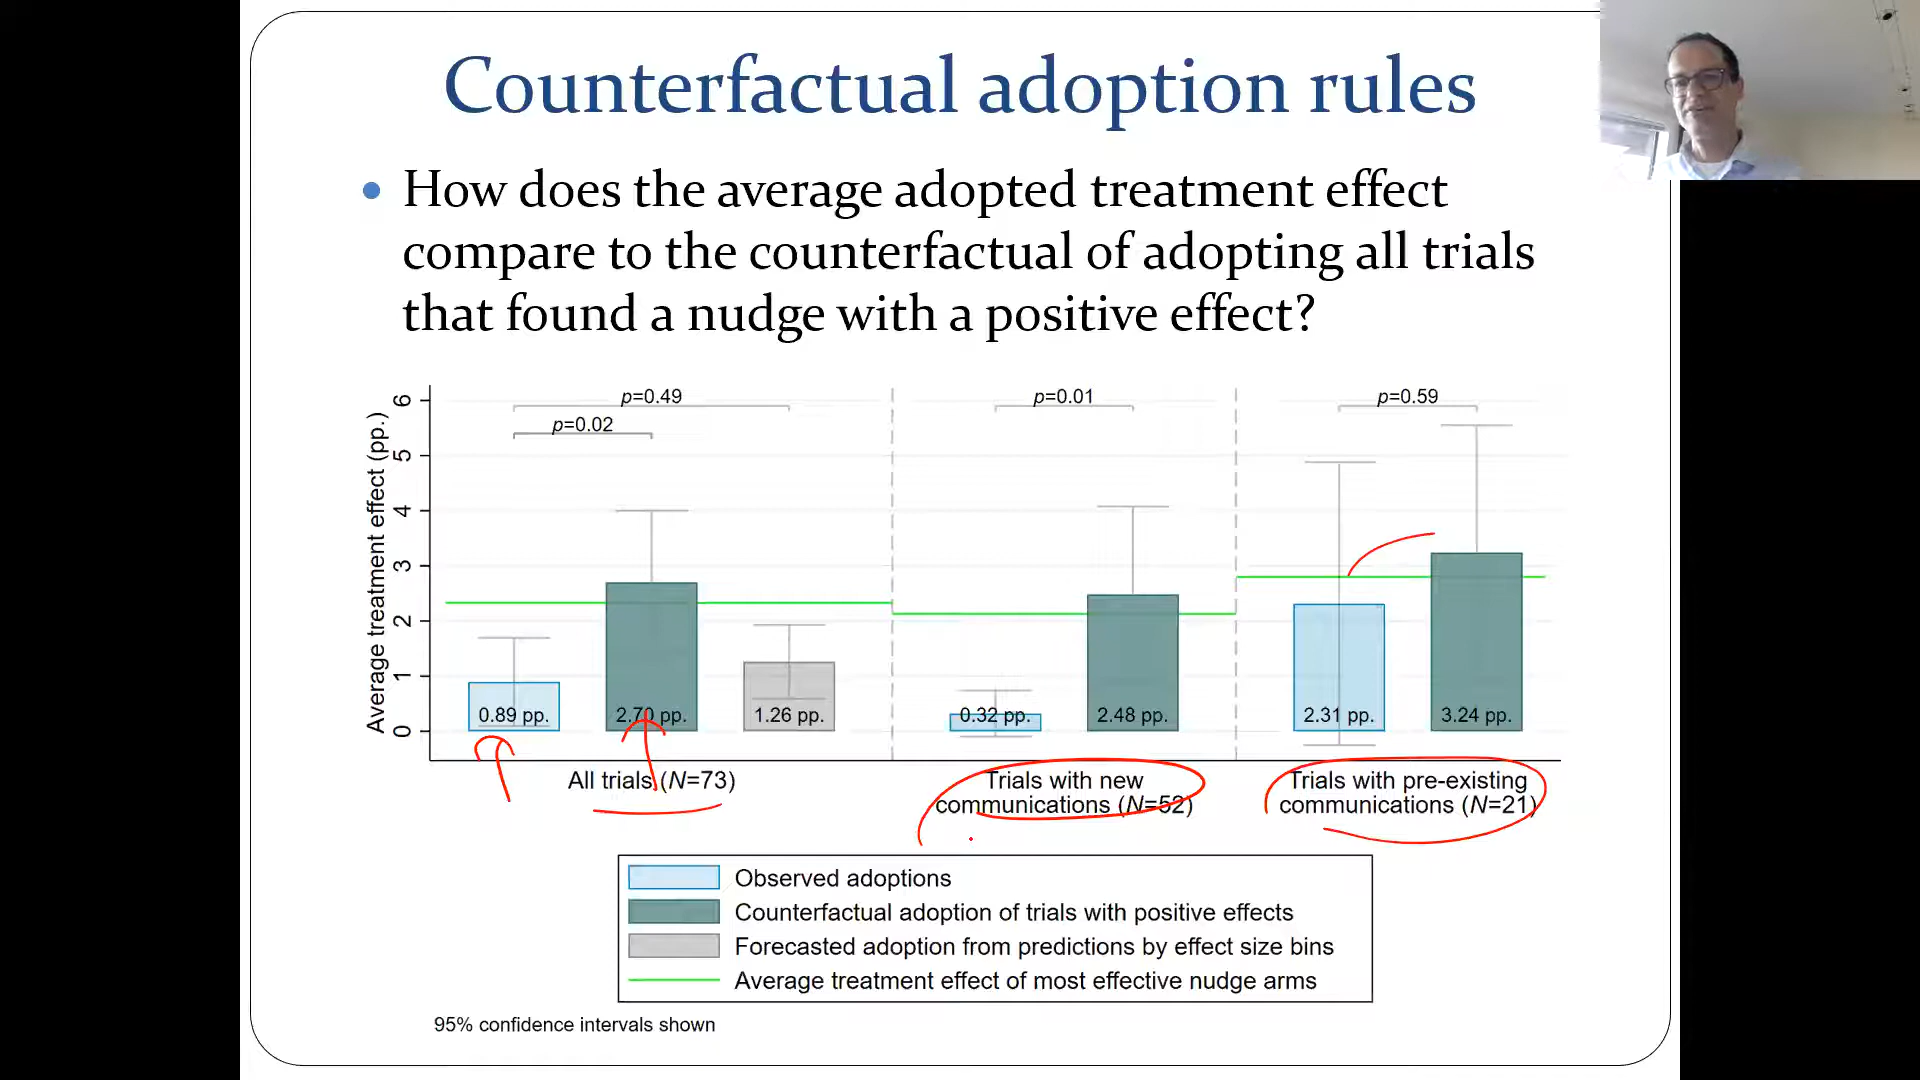 Counterfactual adoption rules
• How does the average adopted treatment effect
compare to the counterfactual of adopting all trials
that found a nudge with a positive effect?
Average treatment effect (pp.)
6
5
4
3
2
1
0
p=0.49
p=0.02
p=0.01
p=0.59
0.89 pp.
2.70 pp.
1.26 pp.
0.32 pp.
2.48 pp.
2.31 pp.
3.24 pp.
All trials (N=73)
Trials with new
communications (N=52)
Trials with pre-existing
communications (N=21)
Observed adoptions
Counterfactual adoption of trials with positive effects
Forecasted adoption from predictions by effect size bins
Average treatment effect of most effective nudge arms
95% confidence intervals shown